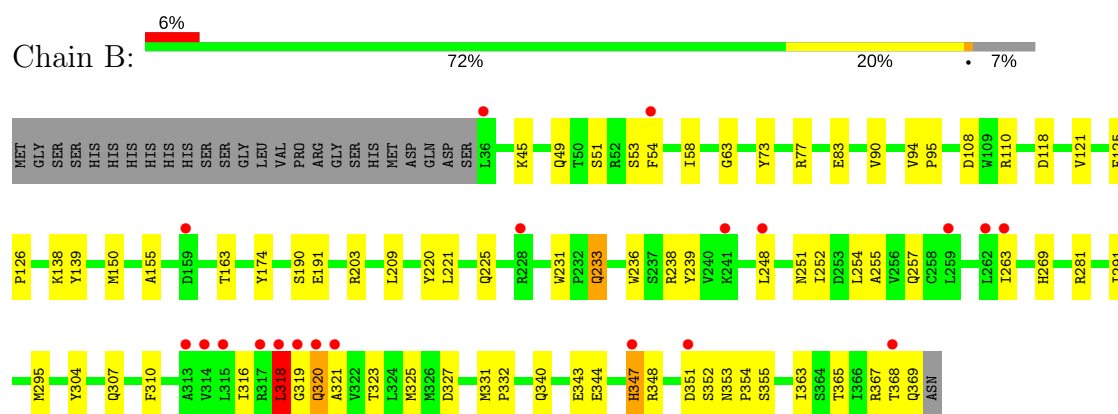 6%
Chain B:
72% 20% • 7%
MET GLY SER SER HIS HIS HIS HIS HIS HIS SER SER GLY LEU VAL PRO ARG GLY SER HIS MET ASP GLN ASP SER L36 K45 Q49 T50 S51 R52 S53 F54 I58 G63 Y73 R77 E83 V90 V94 P95 D108 W109 R110 D118 V121 E125
P126 K138 Y139 M150 A155 D159 T163 Y174 S190 E191 R203 L209 Y220 L221 Q225 R228 W231 P232 Q233 W236 S237 R238 Y239 V240 K241 L248 N251 I252 D253 L254 A255 V256 Q257 C258 L259 L262 I263 H269 R281
M295 Y304 Q307 F310 A313 V314 L315 I316 R317 L318 G319 Q320 A321 V322 T323 L324 M325 M326 D327 M331 P332 Q340 E343 E344 H347 R348 D351 S352 N353 P354 S355 I363 S364 T365 I366 R367 T368 Q369 ASN